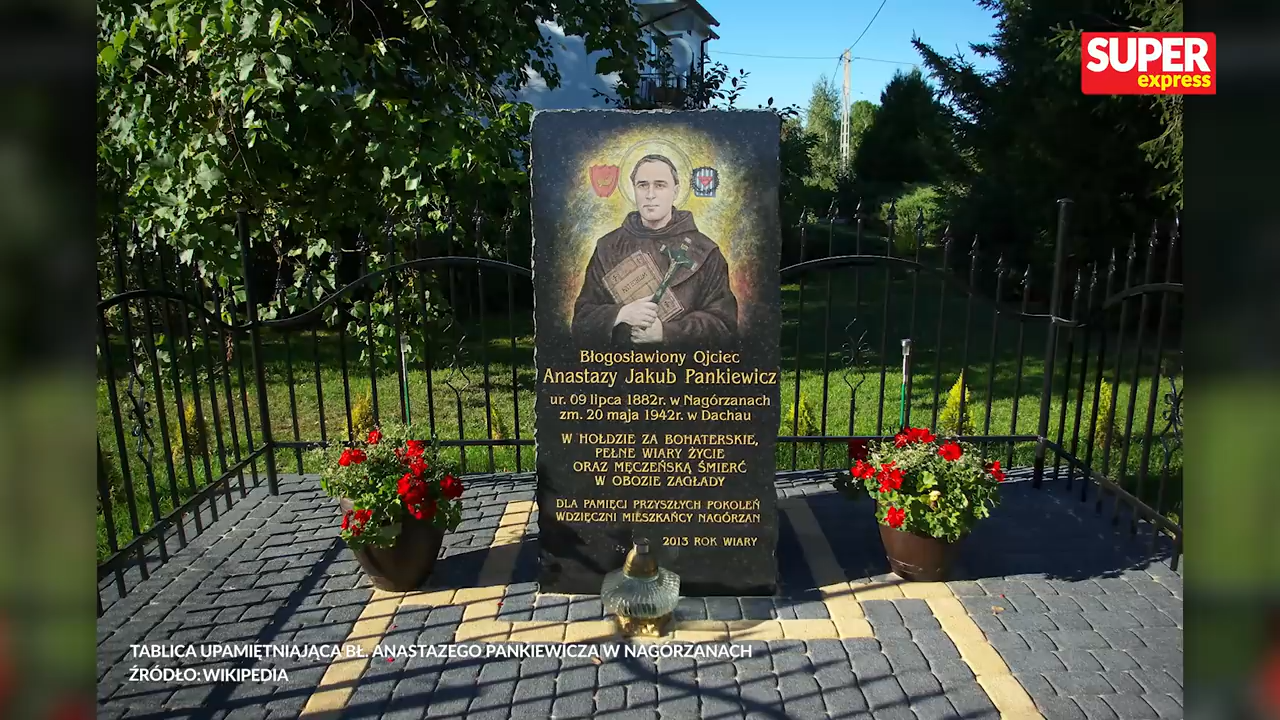 SUPER
express
Błogosławiony Ojciec
Anastazy Jakub Pankiewicz
ur. 09 lipca 1882r. w Nagórzanach
zm. 20 maja 1942r. w Dachau
W HOŁDZIE ZA BOHATERSKIE,
PEŁNE WIARY ŻYCIE
ORAZ MĘCZEŃSKĄ ŚMIERĆ
W OBOZIE ZAGŁADY
DLA PAMIĘCI PRZYSZŁYCH POKOLEŃ
WDZIĘCZNI MIESZKAŃCY NAGÓRZAN
2013 ROK WIARY
TABLICA UPAMIĘTNIAJĄCA BŁ. ANASTAZEGO PANKIEWICZA W NAGÓRZANACH
ŹRÓDŁO: WIKIPEDIA